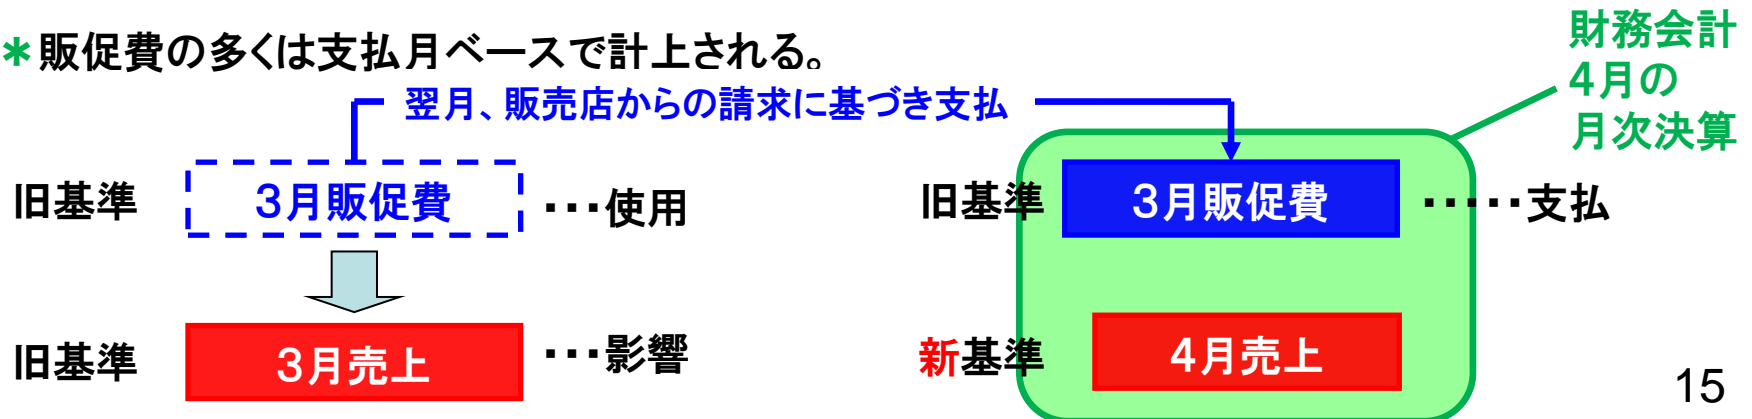 ＊販促費の多くは支払月ベースで計上される。
財務会計
4月の
月次決算
翌月、販売店からの請求に基づき支払
旧基準 3月販促費 ・・・使用
旧基準 3月販促費 ・・・・・支払
旧基準 3月売上 ・・・影響
新基準 4月売上
15